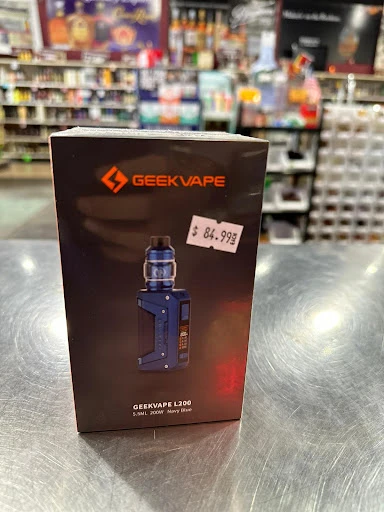 GEEKVAPE
$ 84.99
GEEKVAPE L200
5.5ML 200W Navy Blue